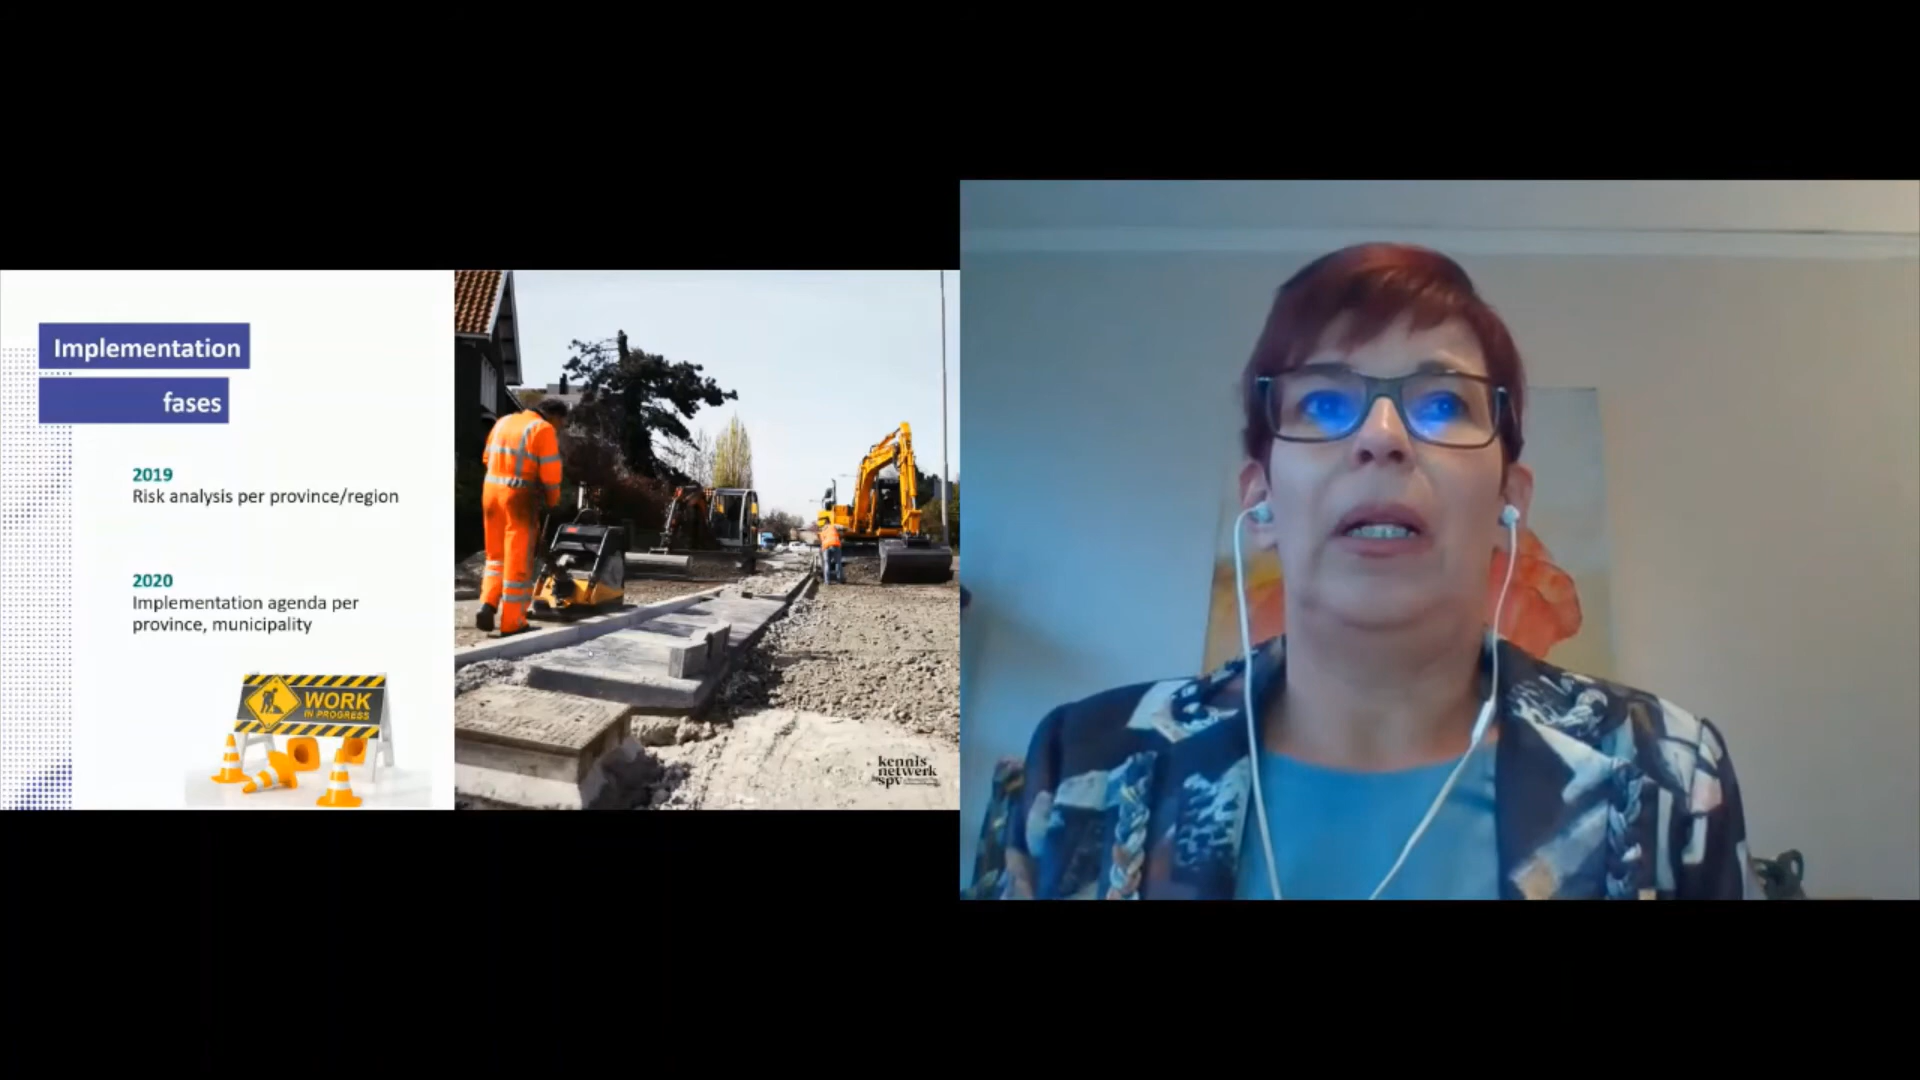 Implementation
fases
2019
Risk analysis per province/region
2020
Implementation agenda per
province, municipality
WORK
IN PROGRESS
kennis
netwerk
spv